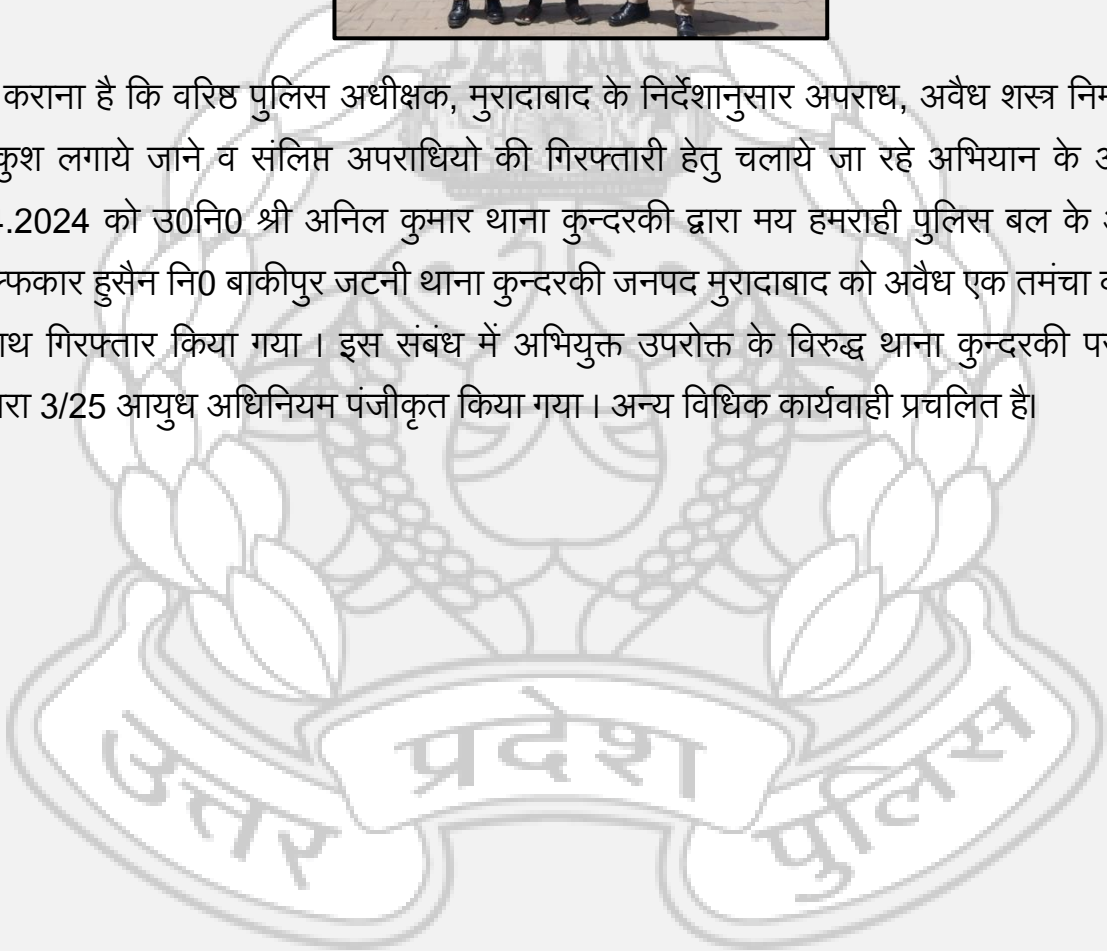 कराना है कि वरिष्ठ पुलिस अधीक्षक, मुरादाबाद के निर्देशानुसार अपराध, अवैध शस्त्र
लगाये जाने व संलिप्त अपराधियो की गिरफ्तारी हेतु चलाये जा रहे अभियान के
.2024 को उ0नि0 श्री अनिल कुमार थाना कुन्दरकी द्वारा मय हमराही पुलिस बल के
हुसैन नि0 बाकीपुर जटनी थाना कुन्दरकी जनपद मुरादाबाद को अवैध एक तमंचा
गिरफ्तार किया गया । इस संबंध में अभियुक्त उपरोक्त के विरुद्ध थाना कुन्दरकी
3/25 आयुध अधिनियम पंजीकृत किया गया । अन्य विधिक कार्यवाही प्रचलित है।
उत्तर प्रदेश पुलिस